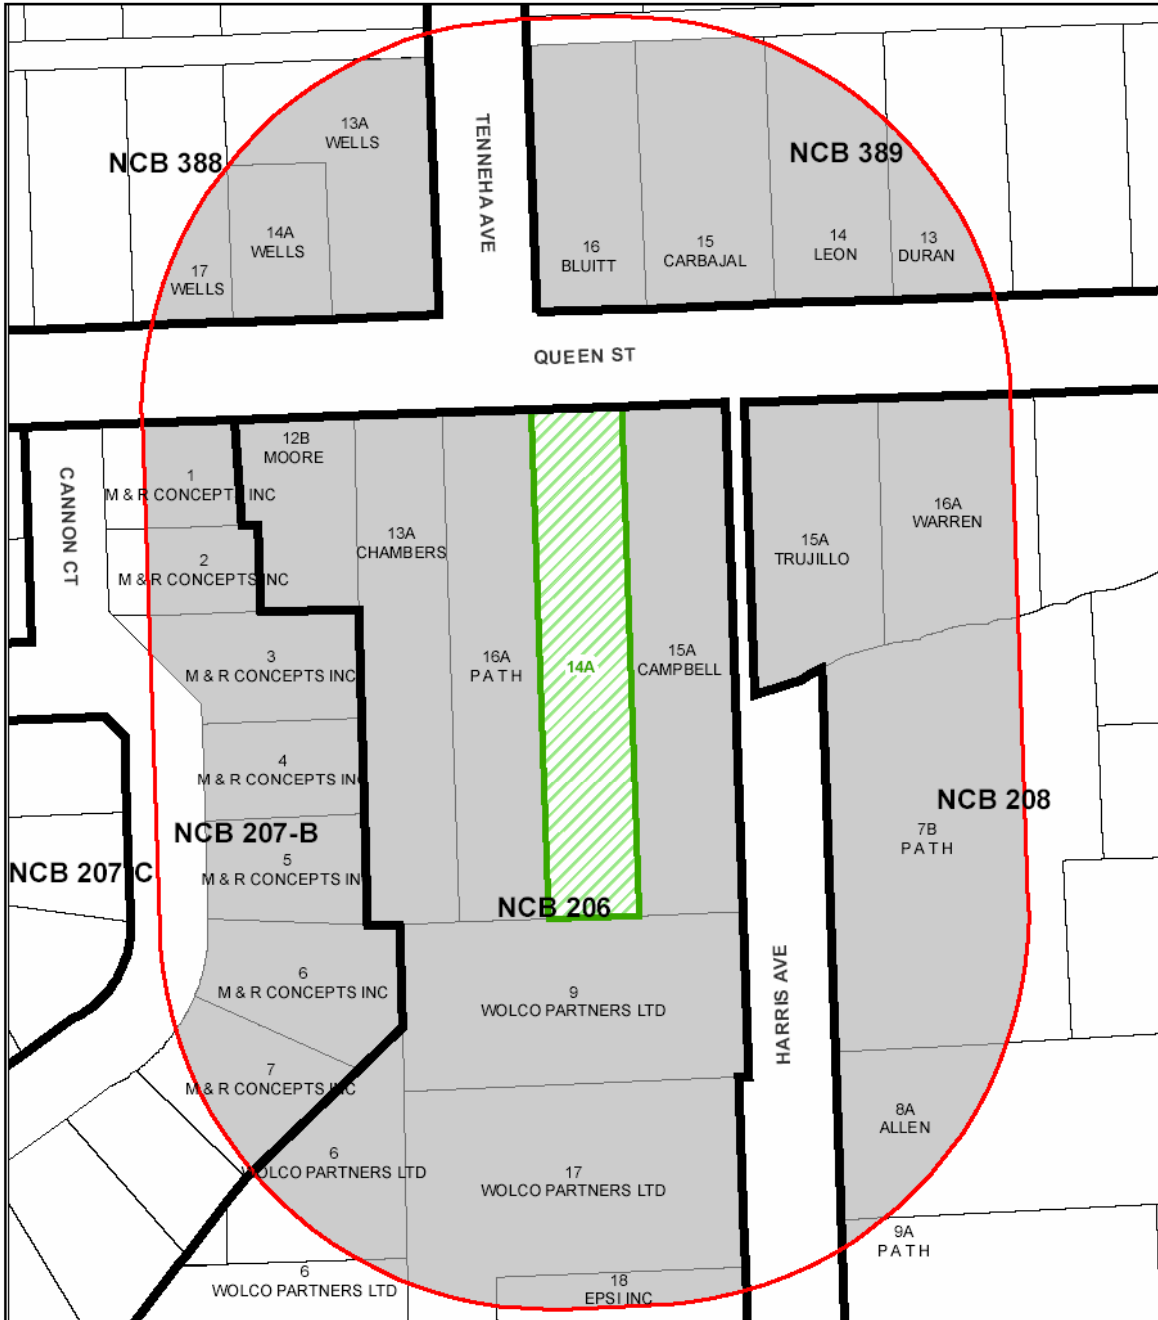 13A
WELLS
NCB 388
14A
WELLS
17
WELLS
TENNEHA AVE
NCB 389
16
BLUITT
15
CARBAJAL
14
LEON
13
DURAN
QUEEN ST
CANNON CT
1
M & R CONCEPTS INC
2
M & R CONCEPTS INC
12B
MOORE
13A
CHAMBERS
16A
PATH
14A
15A
CAMPBELL
15A
TRUJILLO
16A
WARREN
3
M & R CONCEPTS INC
4
M & R CONCEPTS INC
NCB 207-B
5
M & R CONCEPTS INC
NCB 207-C
NCB 206
NCB 208
7B
PATH
6
M & R CONCEPTS INC
9
WOLCO PARTNERS LTD
HARRIS AVE
7
M & R CONCEPTS INC
6
WOLCO PARTNERS LTD
17
WOLCO PARTNERS LTD
8A
ALLEN
9A
PATH
6
WOLCO PARTNERS LTD
18
EPSI INC